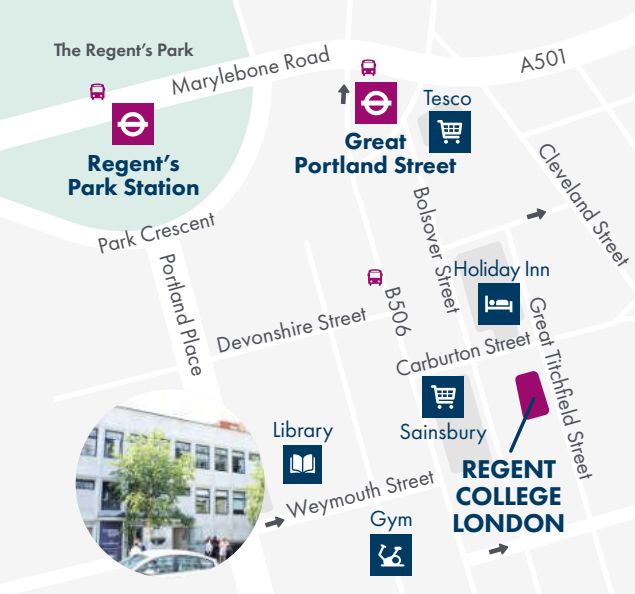 The Regent's Park
Marylebone Road
A501
Tesco
Great
Portland Street
Regent's
Park Station
Cleveland Street
Park Crescent
Bolsover Street
Portland Place
Holiday Inn
B506
Devonshire Street
Great Titchfield Street
Carburton Street
Library
Sainsbury
REGENT
COLLEGE
LONDON
Weymouth Street
Gym